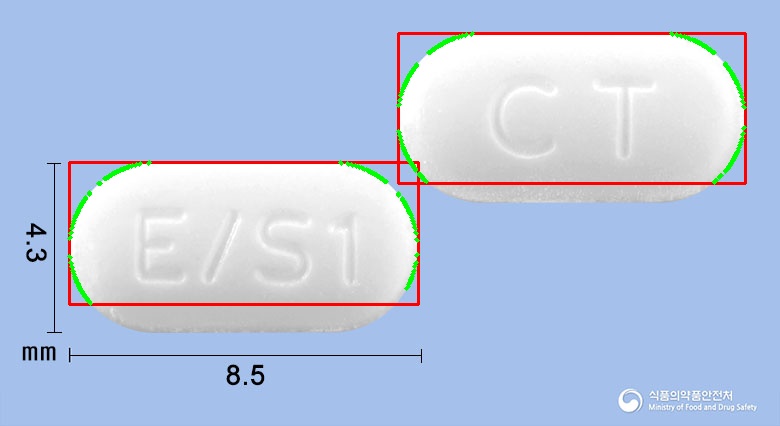 CT
E/S1
4.3
mm
8.5
식품의약품안전처
Ministry of Food and Drug Safety